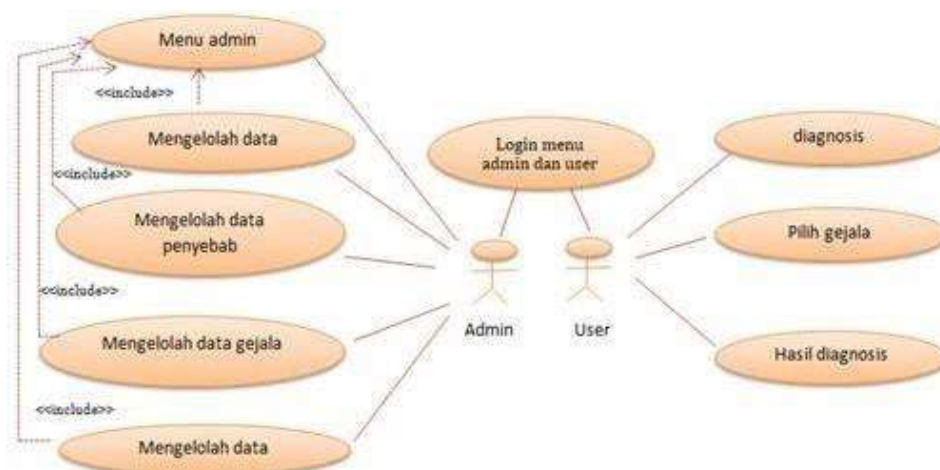 Menu admin
<<include>>
Mengelolah data
<<include>>
Mengelolah data
penyebab
<<include>>
Mengelolah data gejala
<<include>>
Mengelolah data
Login menu
admin dan user
Admin
User
diagnosis
Pilih gejala
Hasil diagnosis